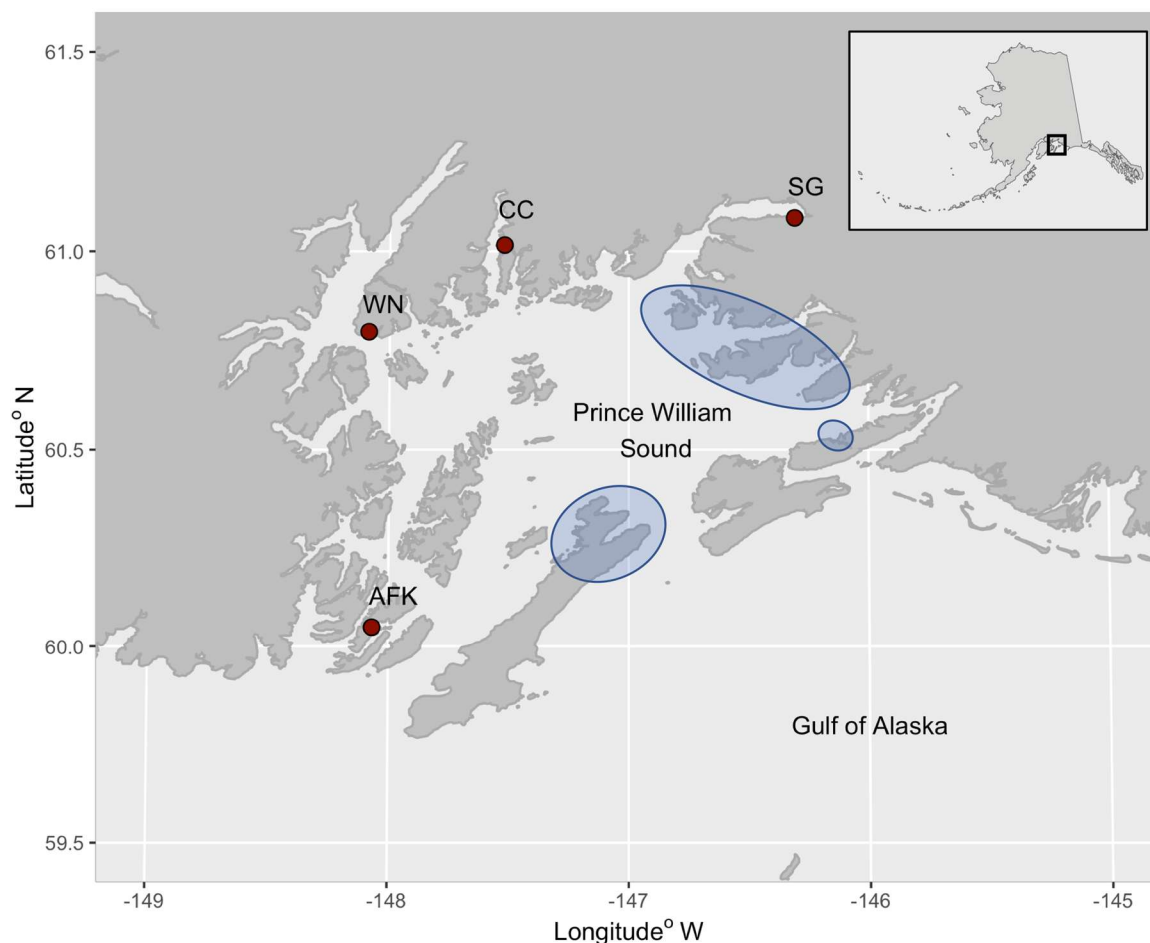 61.5
SG
CC
61.0
WN
Prince William
Sound
60.5
Latitude° N
AFK
60.0
Gulf of Alaska
59.5
-149
-148
-147
-146
-145
Longitude° W